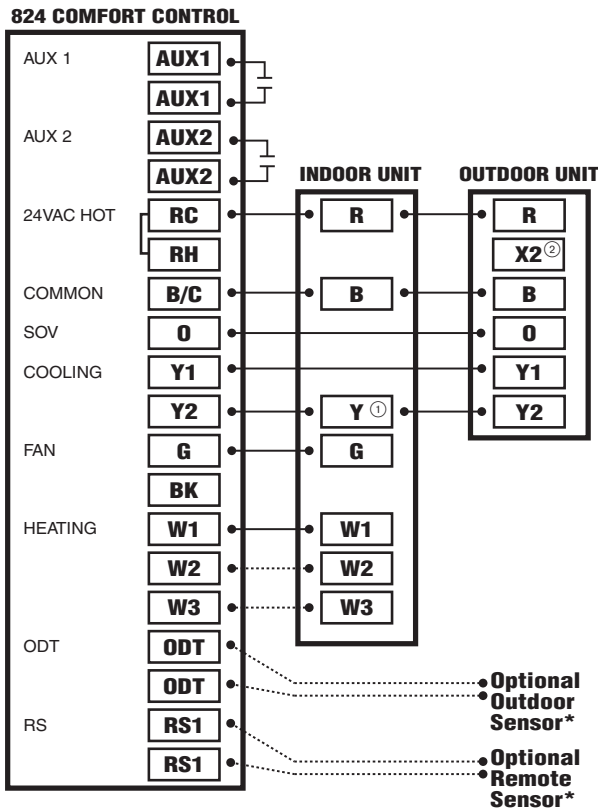 824 COMFORT CONTROL
AUX 1
AUX1
AUX1
AUX 2
AUX2
AUX2
INDOOR UNIT
OUTDOOR UNIT
24VAC HOT
RC
R
R
RH
X2 ②
COMMON
B/C
B
B
SOV
O
O
COOLING
Y1
Y1
Y2
Y ①
Y2
FAN
G
G
BK
HEATING
W1
W1
W2
W2
W3
W3
ODT
ODT
ODT
Optional
Outdoor
Sensor*
RS
RS1
RS1
Optional
Remote
Sensor*